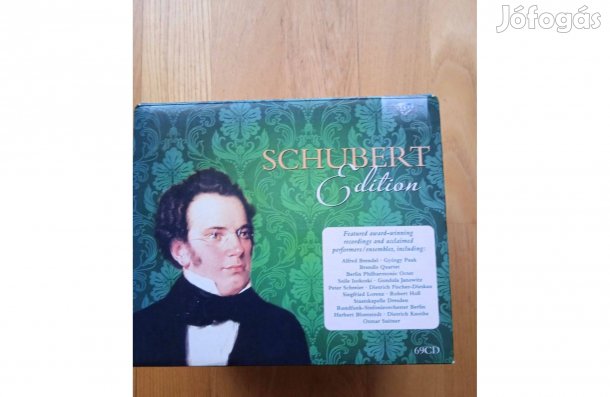 Jófogás
SCHUBERT
Edition
Featured award-winning
recordings and acclaimed
performers/ensembles, including:
Alfred Brendel · György Pauk
Brandis Quartet
Berlin Philharmonic Octet
Seiji Gundula Janowitz
Peter Schreier · Dietrich Fischer-Dieskau
Siegfried Lorenz · Robert Holl
Staatskapelle Dresden
Rundfunk-Sinfonieorchester Berlin
Herbert Blomstedt · Dietrich Knothe
Otmar Suitner
69CD